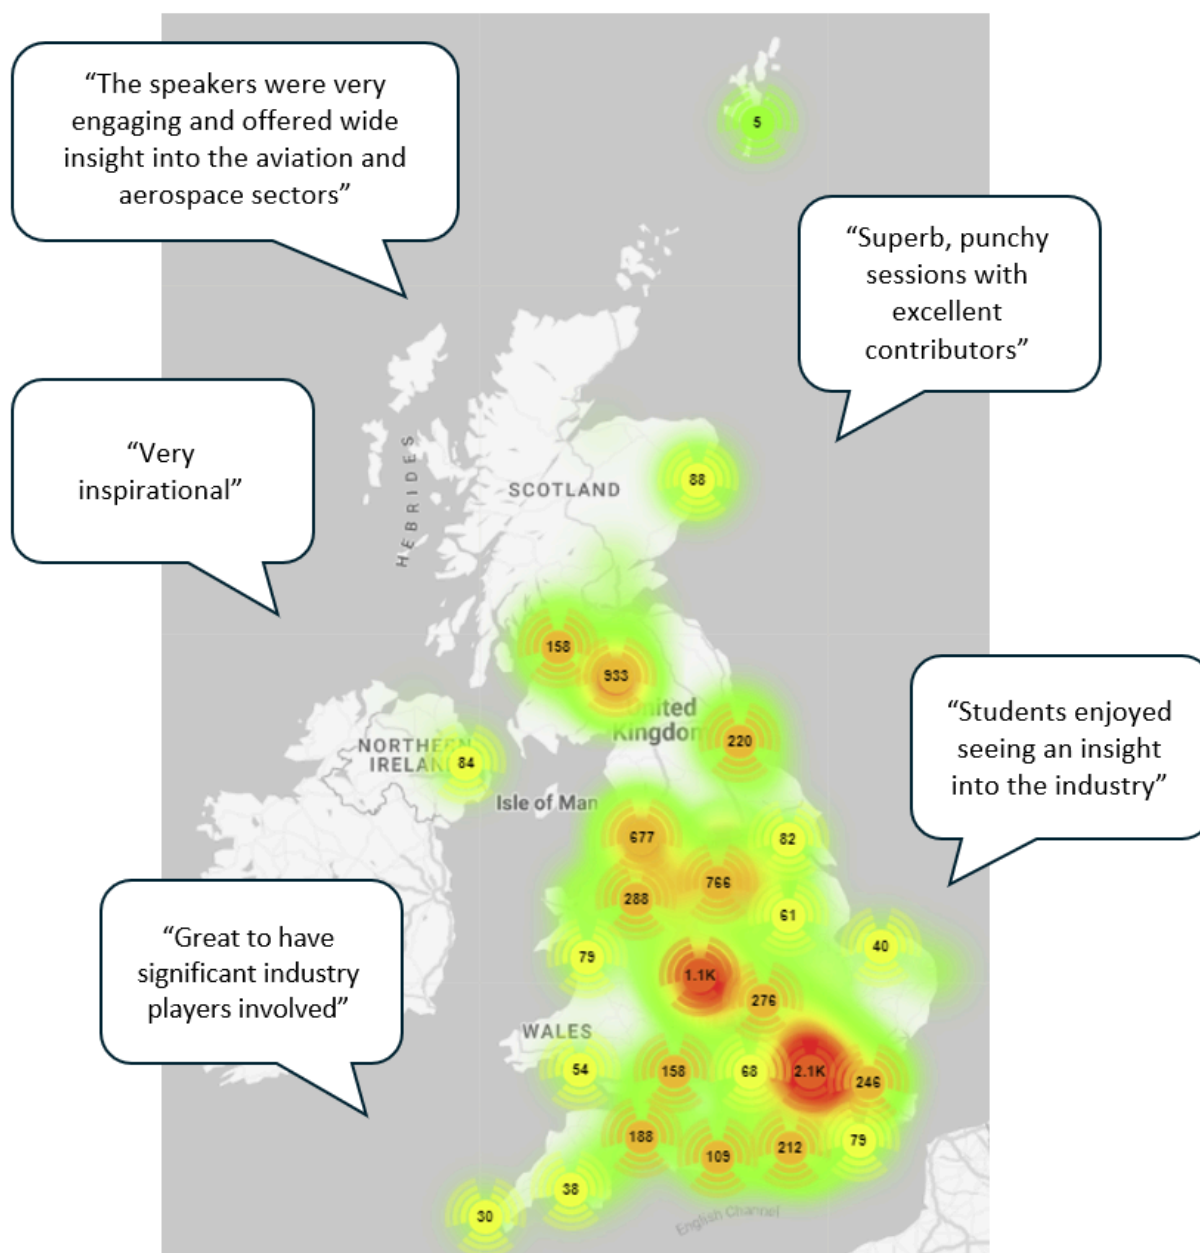 “The speakers were very
engaging and offered wide
insight into the aviation and
aerospace sectors”
5
“Superb, punchy
sessions with
excellent
contributors”
“Very
inspirational”
HEBRIDES
SCOTLAND
88
158
933
United
Kingdom
220
NORTHERN
IRELAND
84
Isle of Man
“Students enjoyed
seeing an insight
into the industry”
677
82
766
288
61
“Great to have
significant industry
players involved”
40
79
1.1K
276
WALES
54
158
68
2.1K
246
188
109
212
79
38
30
English Channel